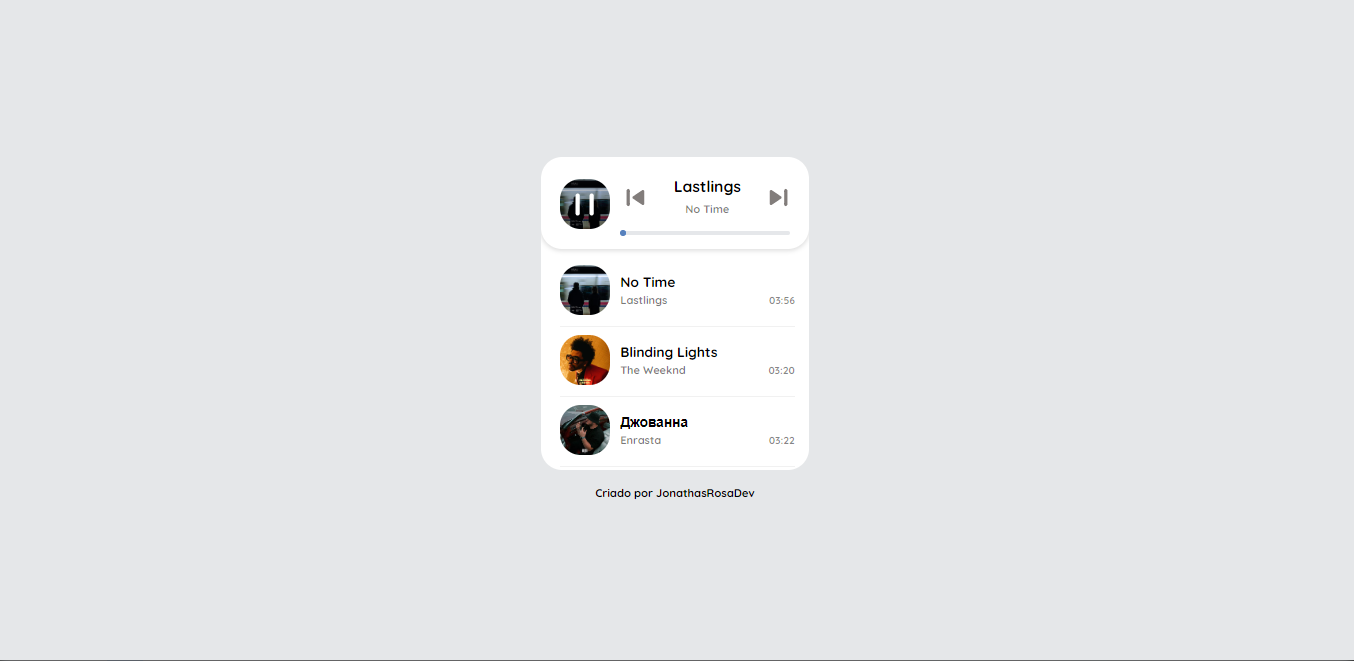 Lastlings
No Time
No Time
Lastlings
03:56
Blinding Lights
The Weeknd
03:20
Джованна
Enrasta
03:22
Criado por JonathasRosaDev